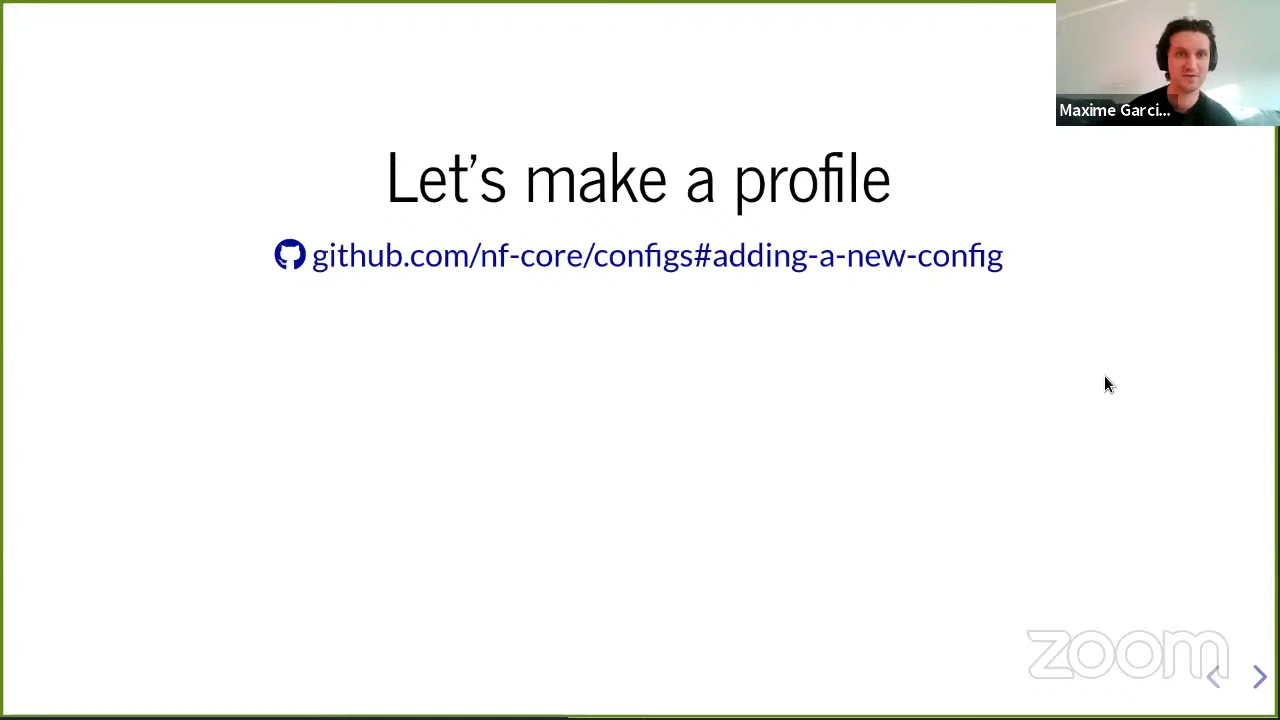 Maxime Garci...
Let's make a profile
github.com/nf-core/configs#adding-a-new-config
zoom